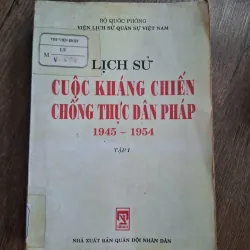 BỘ QUỐC PHÒNG
VIỆN LỊCH SỬ QUÂN SỰ VIỆT NAM
LỊCH SỬ
CUỘC KHÁNG CHIẾN
CHỐNG THỰC DÂN PHÁP
1945 - 1954
TẬP I
NHÀ XUẤT BẢN QUÂN ĐỘI NHÂN DÂN